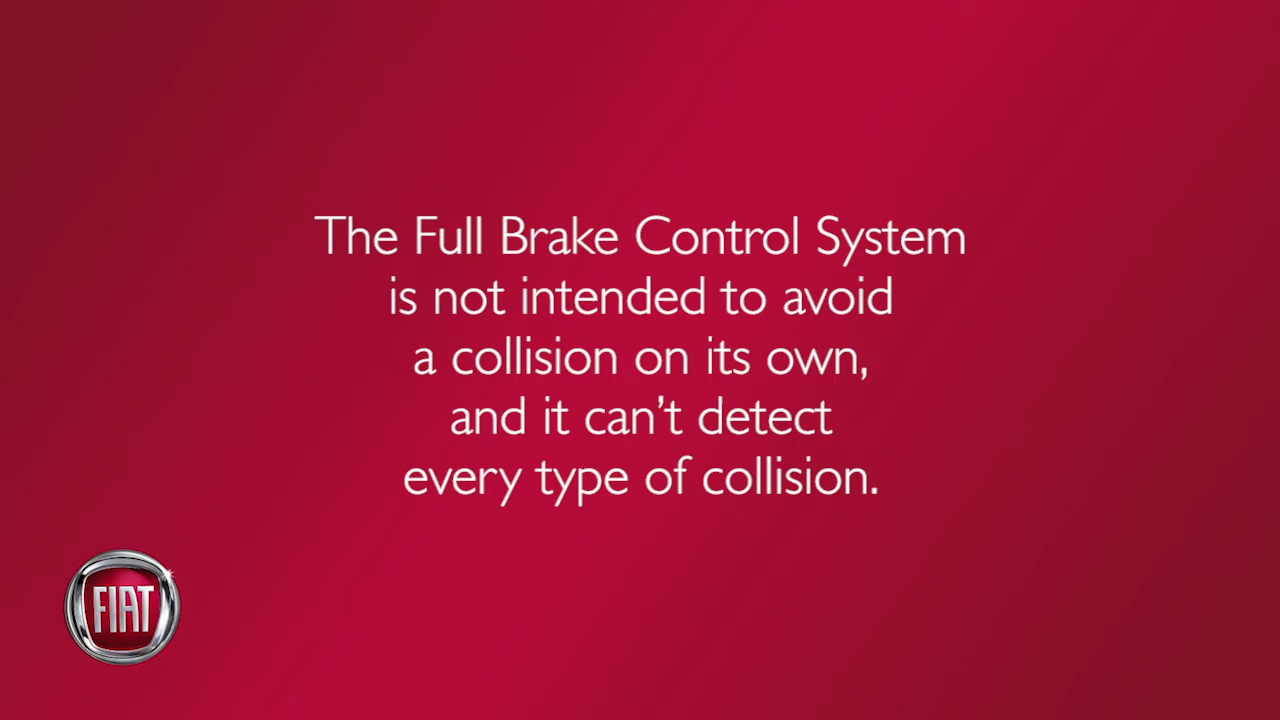 The Full Brake Control System
is not intended to avoid
a collision on its own,
and it can’t detect
every type of collision.
FIAT